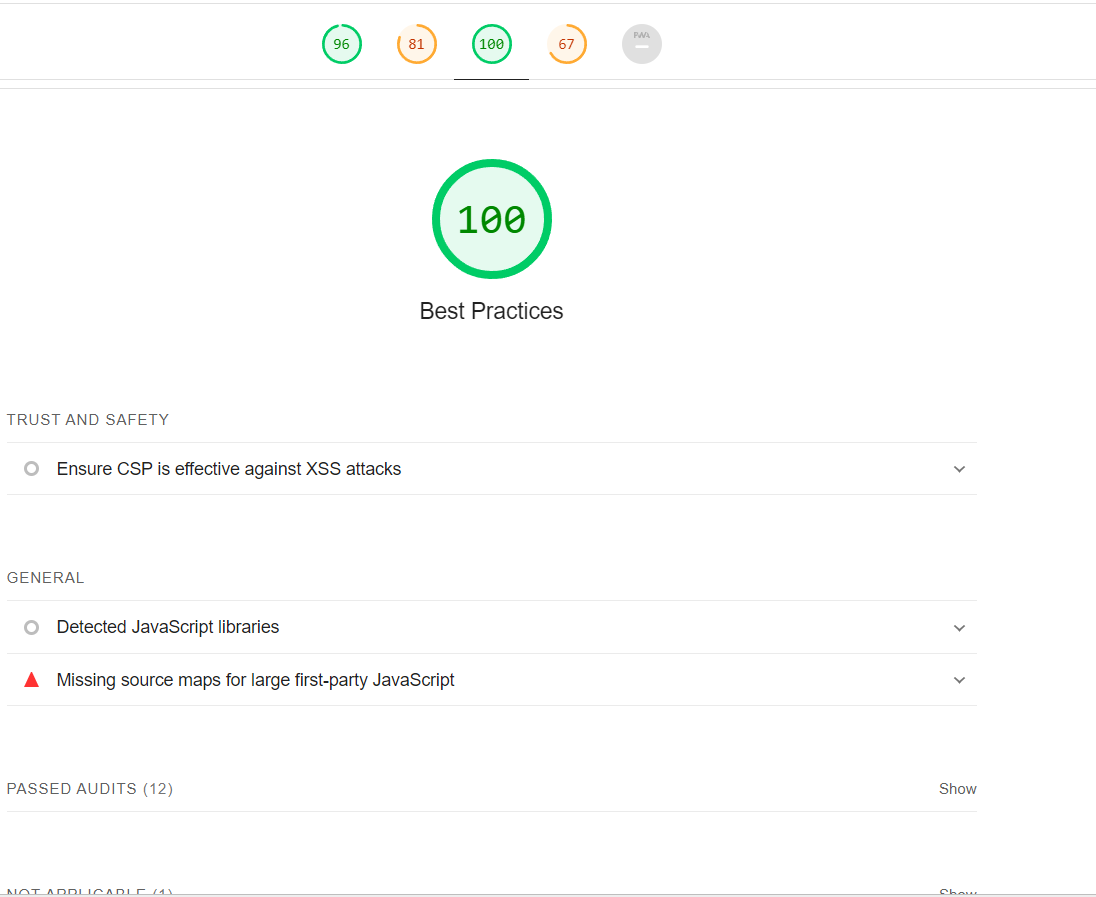 96 81 100 67 PWA
100
Best Practices
TRUST AND SAFETY
Ensure CSP is effective against XSS attacks
GENERAL
Detected JavaScript libraries
Missing source maps for large first-party JavaScript
PASSED AUDITS (12) Show
NOT APPLICABLE (1) Show